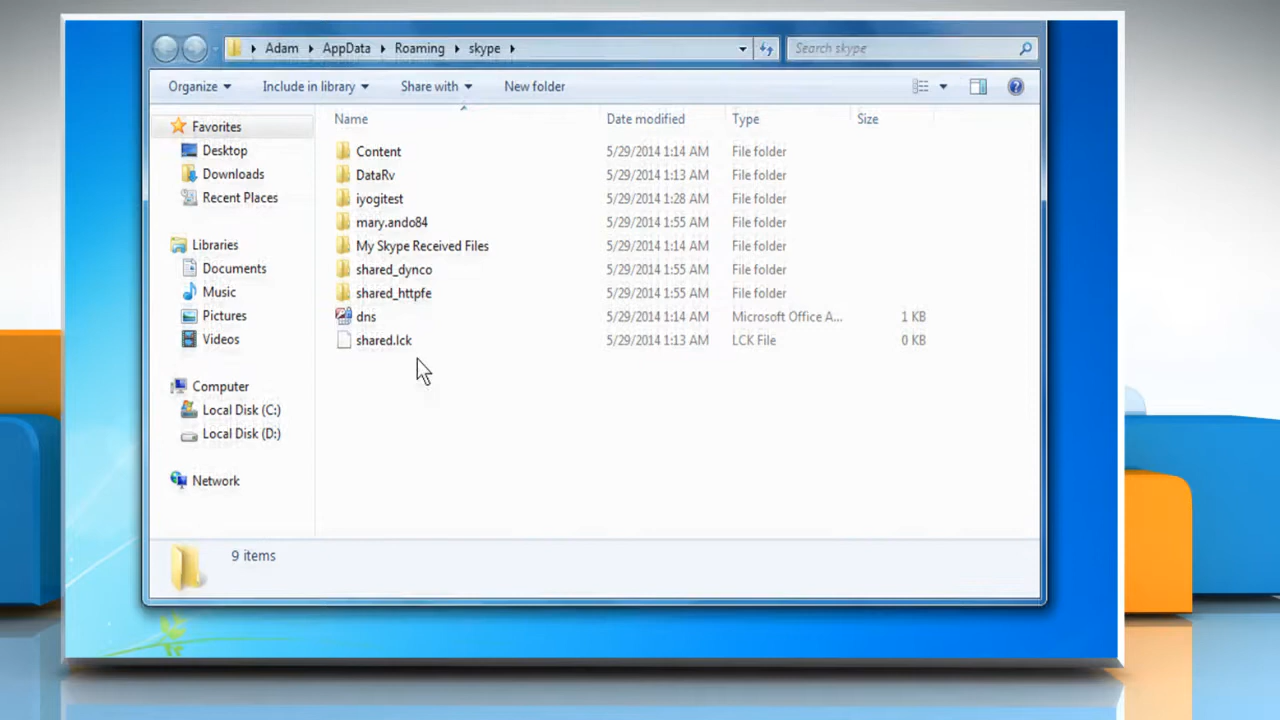 Adam AppData Roaming skype Search skype
Organize Include in library Share with New folder
Name Date modified Type Size
Favorites
Desktop
Downloads
Recent Places
Libraries
Documents
Music
Pictures
Videos
Computer
Local Disk (C:)
Local Disk (D:)
Network
Content 5/29/2014 1:14 AM File folder
DataRv 5/29/2014 1:13 AM File folder
iyogitest 5/29/2014 1:28 AM File folder
mary.ando84 5/29/2014 1:55 AM File folder
My Skype Received Files 5/29/2014 1:14 AM File folder
shared_dynco 5/29/2014 1:55 AM File folder
shared_httpfe 5/29/2014 1:55 AM File folder
dns 5/29/2014 1:14 AM Microsoft Office A... 1 KB
shared.lck 5/29/2014 1:13 AM LCK File 0 KB
9 items